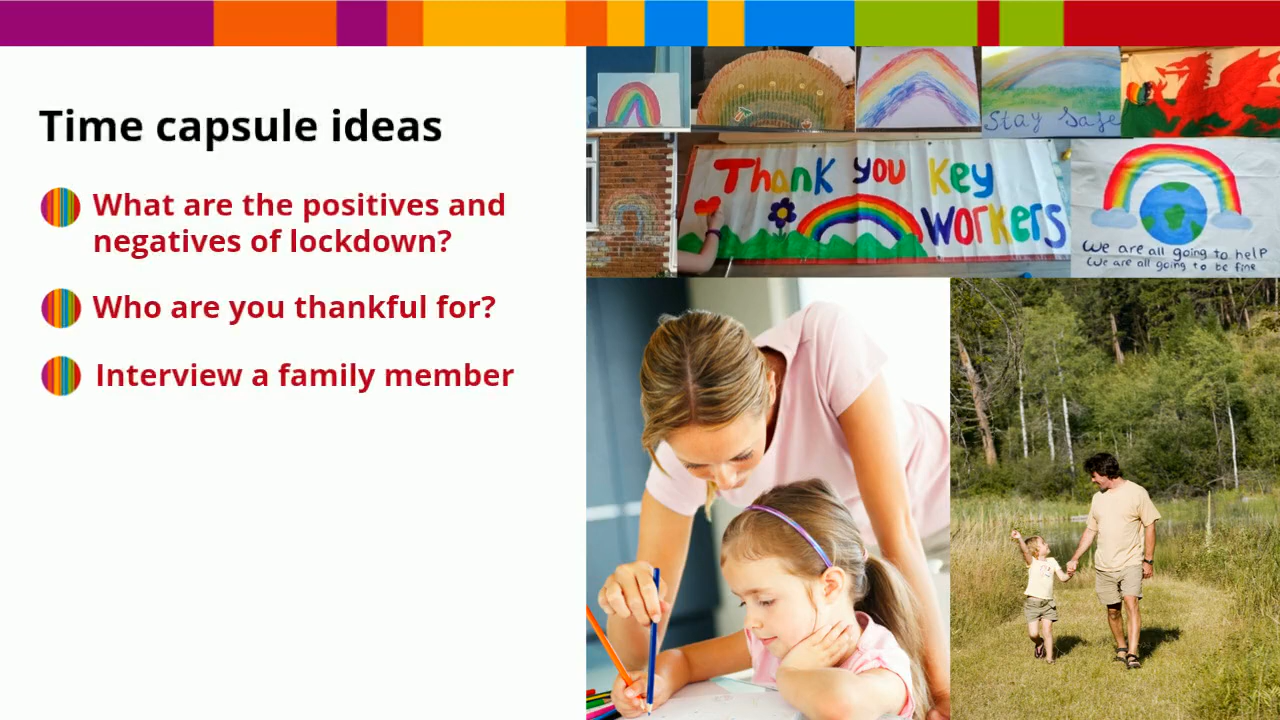 Time capsule ideas
What are the positives and
negatives of lockdown?
Who are you thankful for?
Interview a family member
Stay Safe
Thank you Key
Workers
We are all going to help
We are all going to be fine